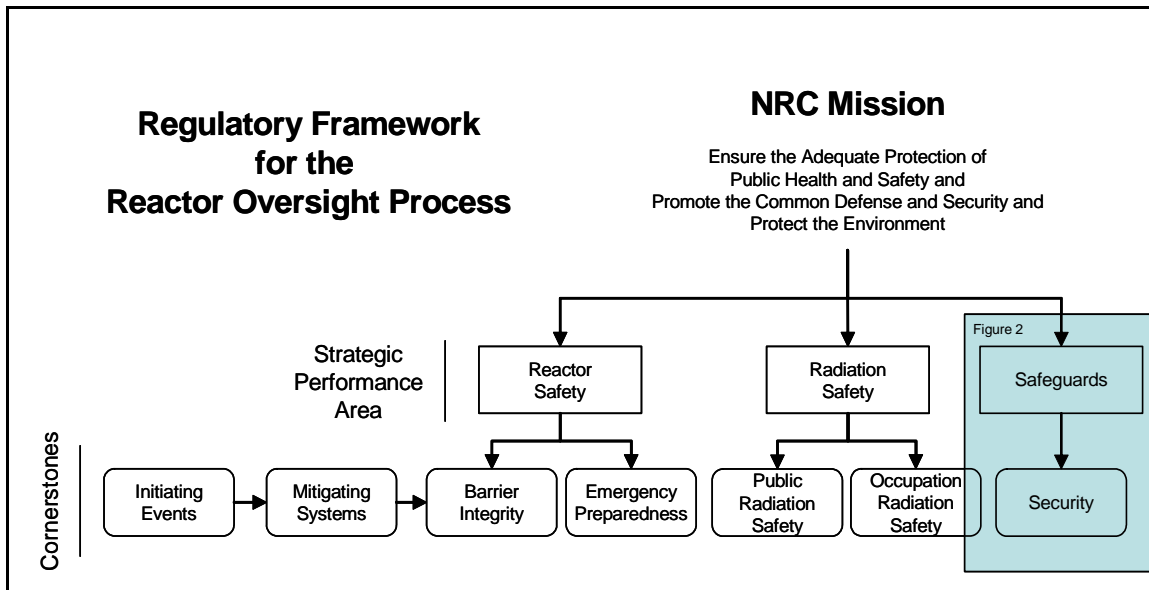 Regulatory Framework
for the
Reactor Oversight Process
NRC Mission
Ensure the Adequate Protection of
Public Health and Safety and
Promote the Common Defense and Security and
Protect the Environment
Strategic
Performance
Area
Reactor
Safety
Radiation
Safety
Figure 2
Safeguards
Cornerstones
Initiating
Events
Mitigating
Systems
Barrier
Integrity
Emergency
Preparedness
Public
Radiation
Safety
Occupation
Radiation
Safety
Security